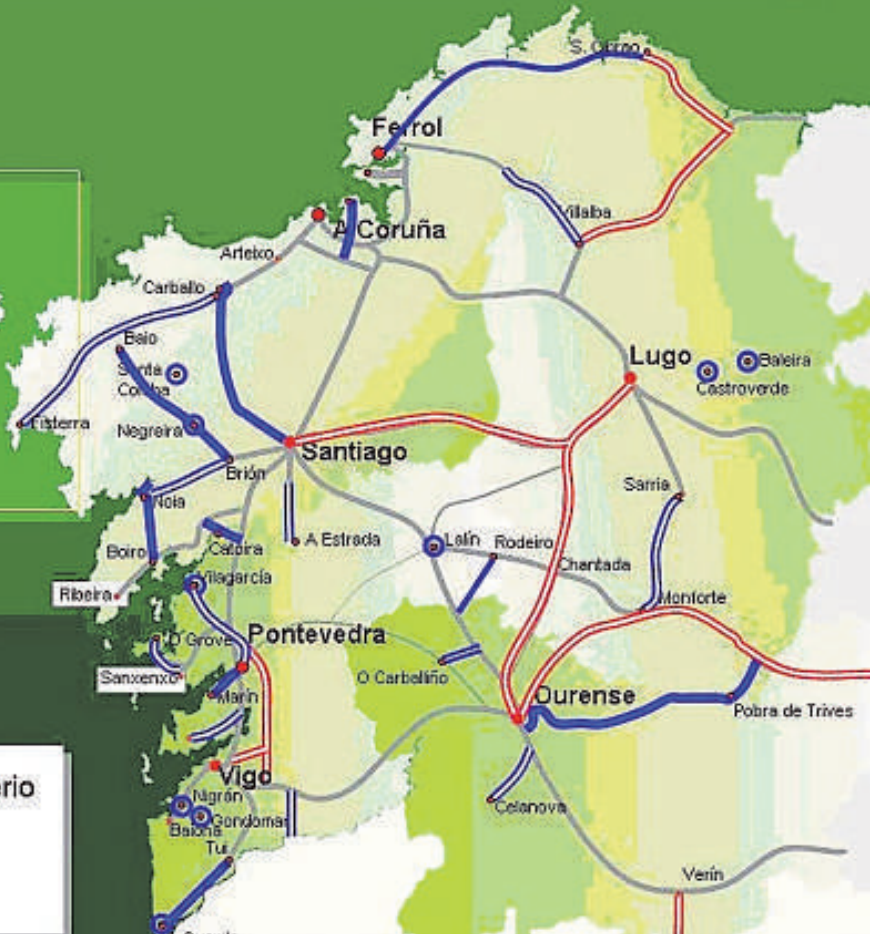 Ferrol
Villalba
A Coruña
Arteixo
Carballo
Baio
Santa
Comba
Lugo
Baleira
Castroverde
Fisterra
Negreira
Santiago
Brión
Sarria
Noia
A Estrada
Lalín
Rodeiro
Boiro
Catoira
Chantada
Ribeira
Vilagarcía
Monforte
O Grove
Pontevedra
Sanxenxo
O Carballiño
Marín
Ourense
Pobra de Trives
Vigo
Nigrán
Celanova
Baiona
Gondomar
Tui
Verín